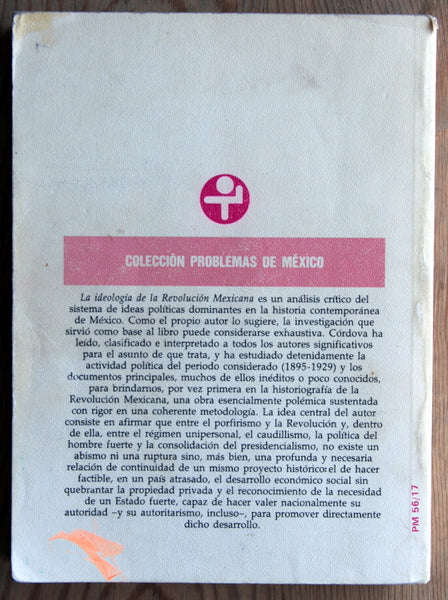 COLECCIÓN PROBLEMAS DE MÉXICO
La ideología de la Revolución Mexicana es un análisis crítico del
sistema de ideas políticas dominantes en la historia contemporánea
de México. Como el propio autor lo sugiere, la investigación que
sirvió como base al libro puede considerarse exhaustiva. Córdova ha
leído, clasificado e interpretado a todos los autores significativos
para el asunto de que trata, y ha estudiado detenidamente la
actividad política del periodo considerado (1895-1929) y los
documentos principales, muchos de ellos inéditos o poco conocidos,
para brindarnos, por vez primera en la historiografía de la
Revolución Mexicana, una obra esencialmente polémica sustentada
con rigor en una coherente metodología. La idea central del autor
consiste en afirmar que entre el porfirismo y la Revolución y, dentro
de ella, entre el régimen unipersonal, el caudillismo, la política del
hombre fuerte y la consolidación del presidencialismo, no existe un
abismo ni una ruptura sino, más bien, una profunda y necesaria
relación de continuidad de un mismo proyecto histórico: el de hacer
factible, en un país atrasado, el desarrollo económico social sin
quebrantar la propiedad privada y el reconocimiento de la necesidad
de un Estado fuerte, capaz de hacer valer nacionalmente su
autoridad –y su autoritarismo, incluso–, para promover directamente
dicho desarrollo.
PM 56/17